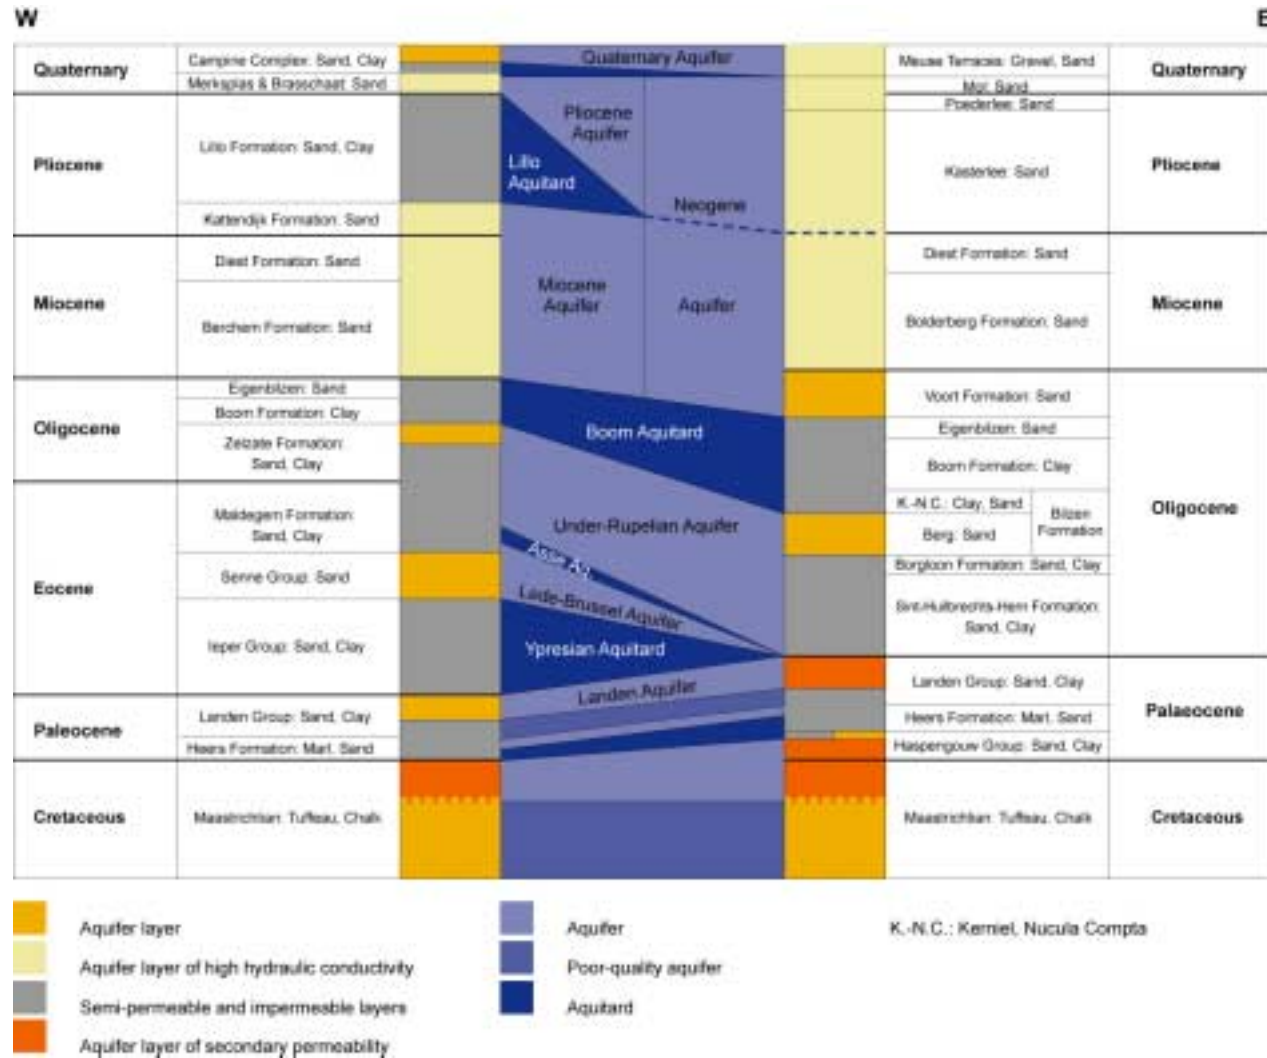 W
E
Quaternary
Campine Complex: Sand, Clay
Merksplas & Brasschaat: Sand
Pliocene
Lillo Formation: Sand, Clay
Kattendijk Formation: Sand
Miocene
Diest Formation: Sand
Berchem Formation: Sand
Oligocene
Eigenbilzen: Sand
Boom Formation: Clay
Zelzate Formation:
Sand, Clay
Eocene
Maldegem Formation:
Sand, Clay
Senne Group: Sand
Ieper Group: Sand, Clay
Paleocene
Landen Group: Sand, Clay
Heers Formation: Marl, Sand
Cretaceous
Maastrichtian: Tuffeau, Chalk
Quaternary Aquifer
Pliocene
Aquifer
Lillo
Aquitard
Neogene
Miocene
Aquifer
Aquifer
Boom Aquitard
Under-Rupelian Aquifer
Asse Aq.
Lede-Brussel Aquifer
Ypresian Aquitard
Landen Aquifer
Meuse Terraces: Gravel, Sand
Mol: Sand
Poederlee: Sand
Kasterlee: Sand
Diest Formation: Sand
Bolderberg Formation: Sand
Voort Formation: Sand
Eigenbilzen: Sand
Boom Formation: Clay
K.-N.C.: Clay, Sand
Berg: Sand
Bilzen
Formation
Borgloon Formation: Sand, Clay
Sint-Huibrechts-Hern Formation:
Sand, Clay
Landen Group: Sand, Clay
Heers Formation: Marl, Sand
Haspengouw Group: Sand, Clay
Maastrichtian: Tuffeau, Chalk
Quaternary
Pliocene
Miocene
Oligocene
Palaeocene
Cretaceous
Aquifer layer
Aquifer layer of high hydraulic conductivity
Semi-permeable and impermeable layers
Aquifer layer of secondary permeability
Aquifer
Poor-quality aquifer
Aquitard
K.-N.C.: Kerniel, Nucula Compta